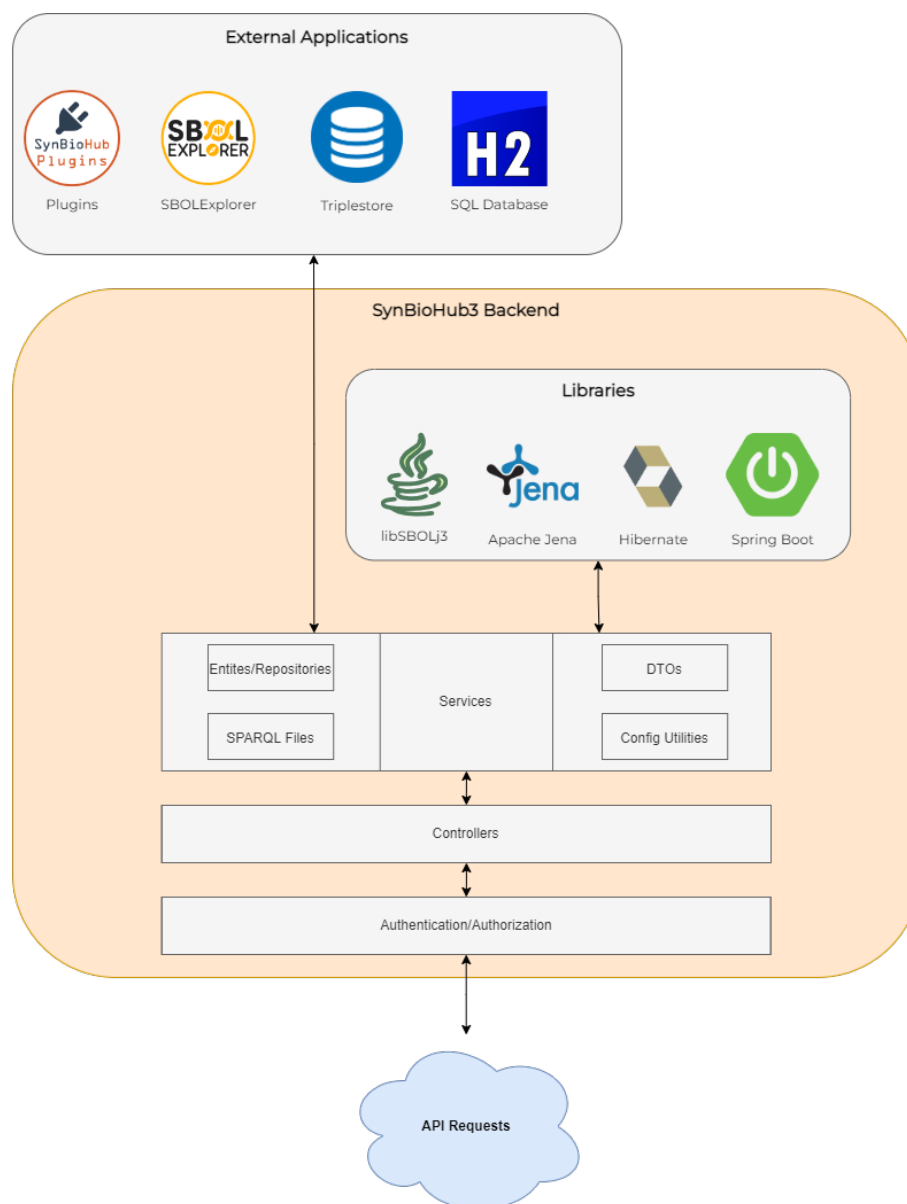 External Applications
SynBioHub
Plugins
SBOL
EXPLORER
H2
Plugins
SBOLExplorer
Triplestore
SQL Database
SynBioHub3 Backend
Libraries
jena
libSBOLj3
Apache Jena
Hibernate
Spring Boot
Entites/Repositories
SPARQL Files
Services
DTOs
Config Utilities
Controllers
Authentication/Authorization
API Requests